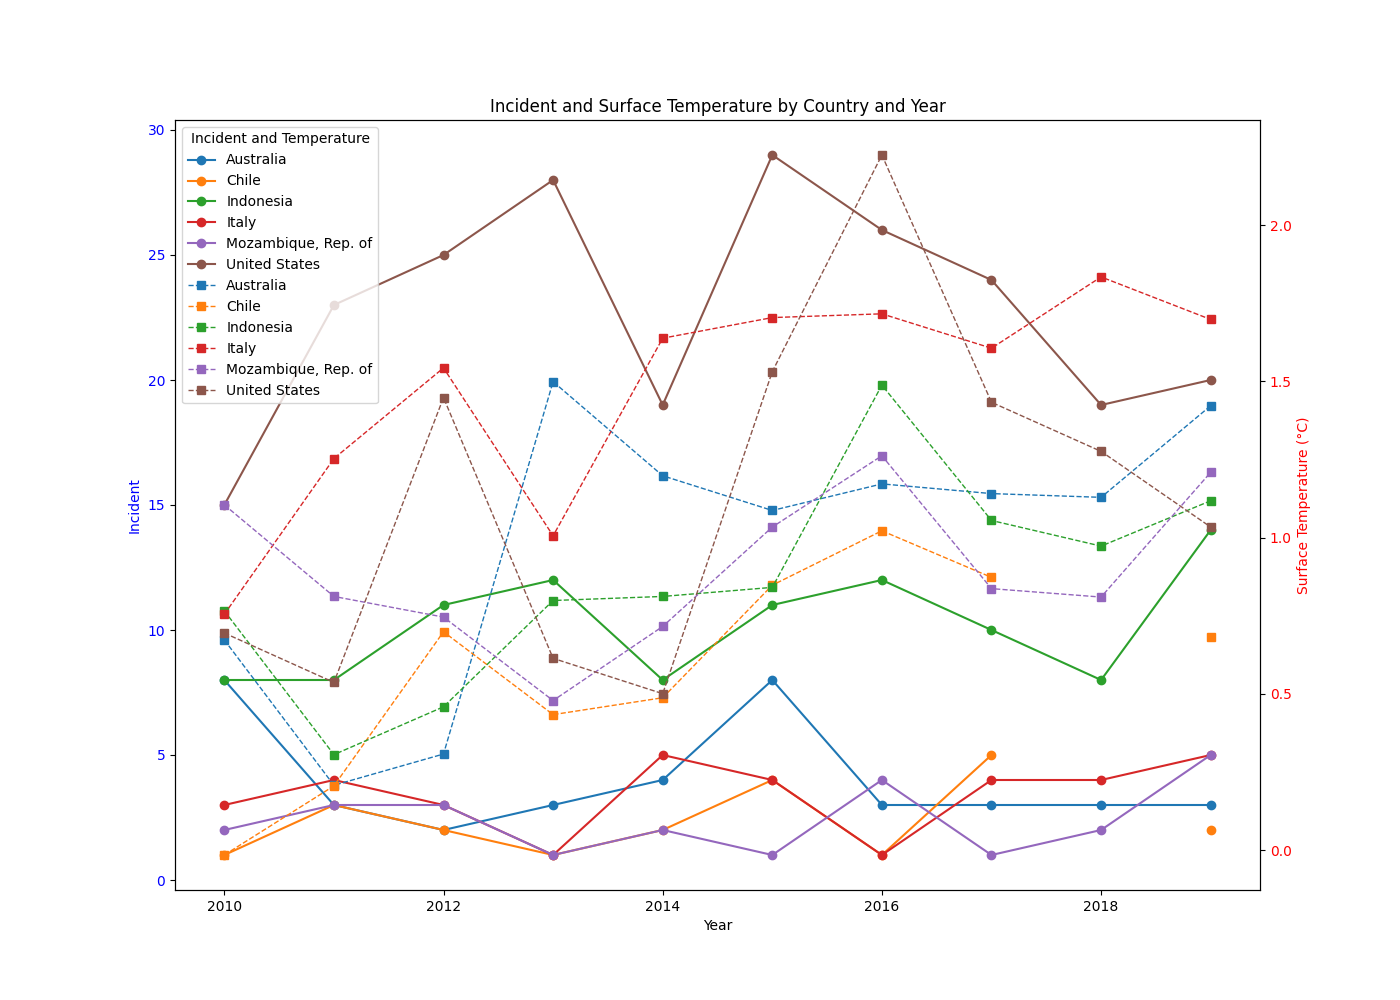 Incident and Surface Temperature by Country and Year
30
25
20
15
10
5
0
Incident
Incident and Temperature
Australia
Chile
Indonesia
Italy
Mozambique, Rep. of
United States
Australia
Chile
Indonesia
Italy
Mozambique, Rep. of
United States
2.0
1.5
1.0
0.5
0.0
Surface Temperature (°C)
2010 2012 2014 2016 2018
Year